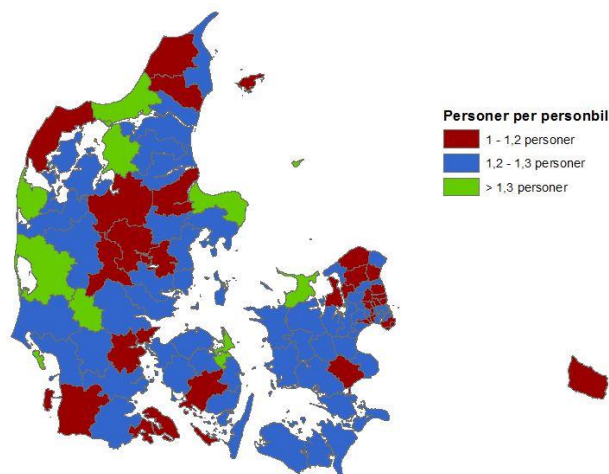 Personer per personbil
1 - 1,2 personer
1,2 - 1,3 personer
> 1,3 personer